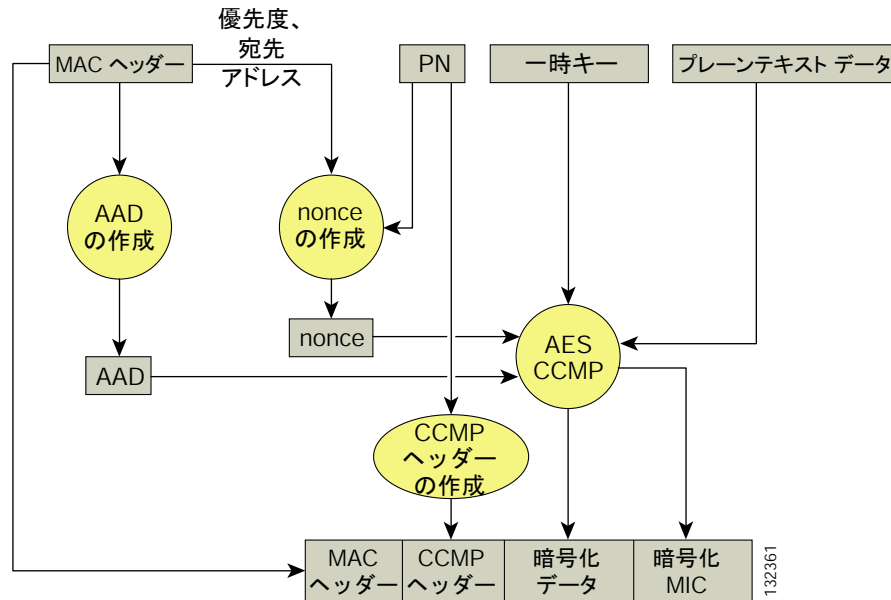 優先度、
宛先
アドレス
MAC ヘッダー
PN
一時キー
プレーンテキスト データ
AAD
の作成
nonce
の作成
nonce
AES
CCMP
AAD
CCMP
ヘッダー
の作成
MAC
ヘッダー
CCMP
ヘッダー
暗号化
データ
暗号化
MIC
132361